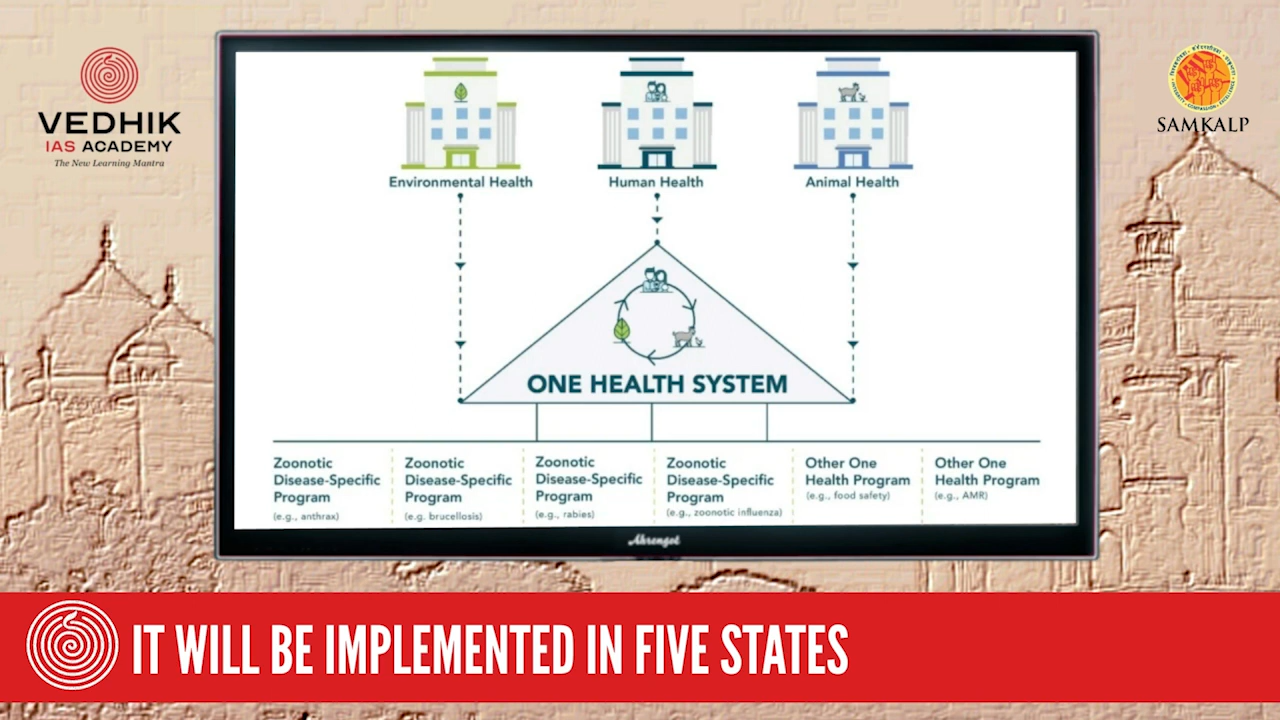 VEDHIK
IAS ACADEMY
The New Learning Mantra
SAMKALP
Environmental Health
Human Health
Animal Health
ONE HEALTH SYSTEM
Zoonotic
Disease-Specific
Program
(e.g., anthrax)
Zoonotic
Disease-Specific
Program
(e.g. brucellosis)
Zoonotic
Disease-Specific
Program
(e.g., rabies)
Zoonotic
Disease-Specific
Program
(e.g., zoonotic influenza)
Other One
Health Program
(e.g., food safety)
Other One
Health Program
(e.g., AMR)
IT WILL BE IMPLEMENTED IN FIVE STATES